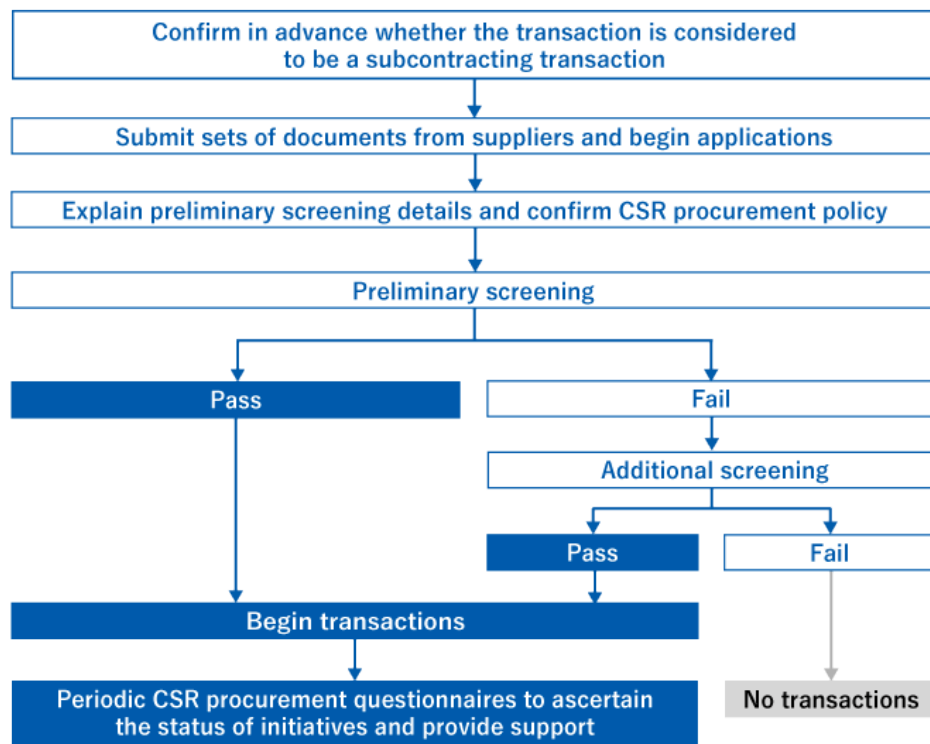 Confirm in advance whether the transaction is considered
to be a subcontracting transaction
Submit sets of documents from suppliers and begin applications
Explain preliminary screening details and confirm CSR procurement policy
Preliminary screening
Pass
Fail
Additional screening
Pass
Fail
Begin transactions
Periodic CSR procurement questionnaires to ascertain
the status of initiatives and provide support
No transactions